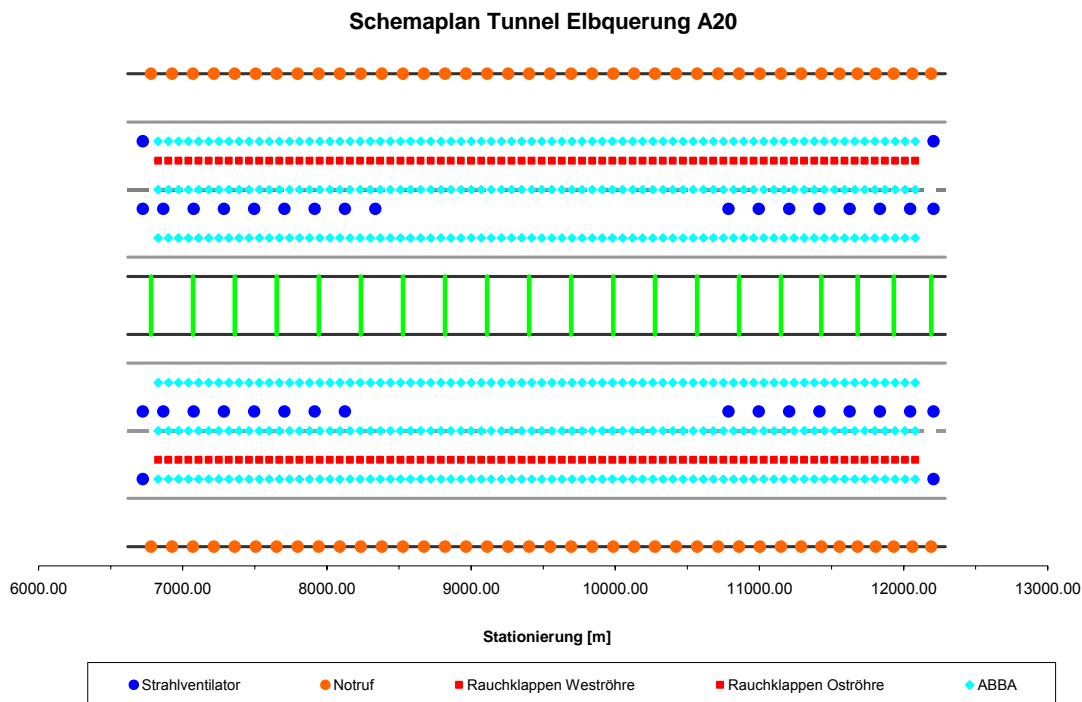 Schemaplan Tunnel Elbquerung A20
6000.00 7000.00 8000.00 9000.00 10000.00 11000.00 12000.00 13000.00
Stationierung [m]
Strahlventilator Notruf Rauchklappen Weströhre Rauchklappen Oströhre ABBA